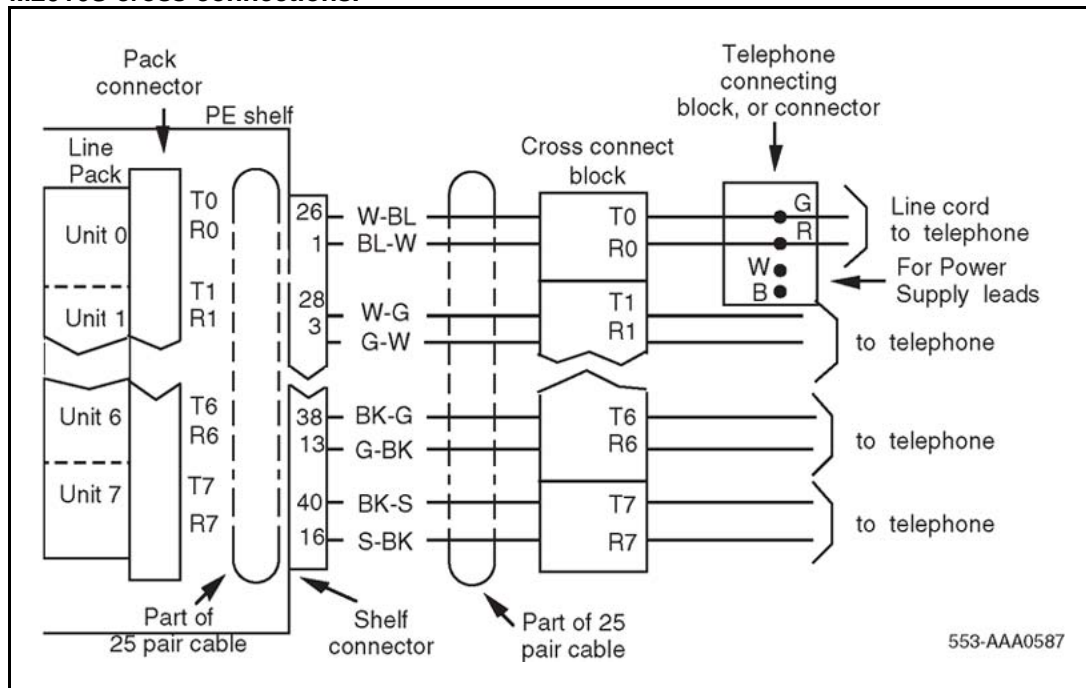 Pack
connector
PE shelf
Line
Pack
Unit 0
Unit 1
Unit 6
Unit 7
T0
R0
T1
R1
T6
R6
T7
R7
26
1
28
3
38
13
40
16
W-BL
BL-W
W-G
G-W
BK-G
G-BK
BK-S
S-BK
Cross connect
block
T0
R0
T1
R1
T6
R6
T7
R7
Telephone
connecting
block, or connector
G
R
W
B
Line cord
to telephone
For Power
Supply leads
to telephone
to telephone
to telephone
Part of
25 pair cable
Shelf
connector
Part of 25
pair cable
553-AAA0587